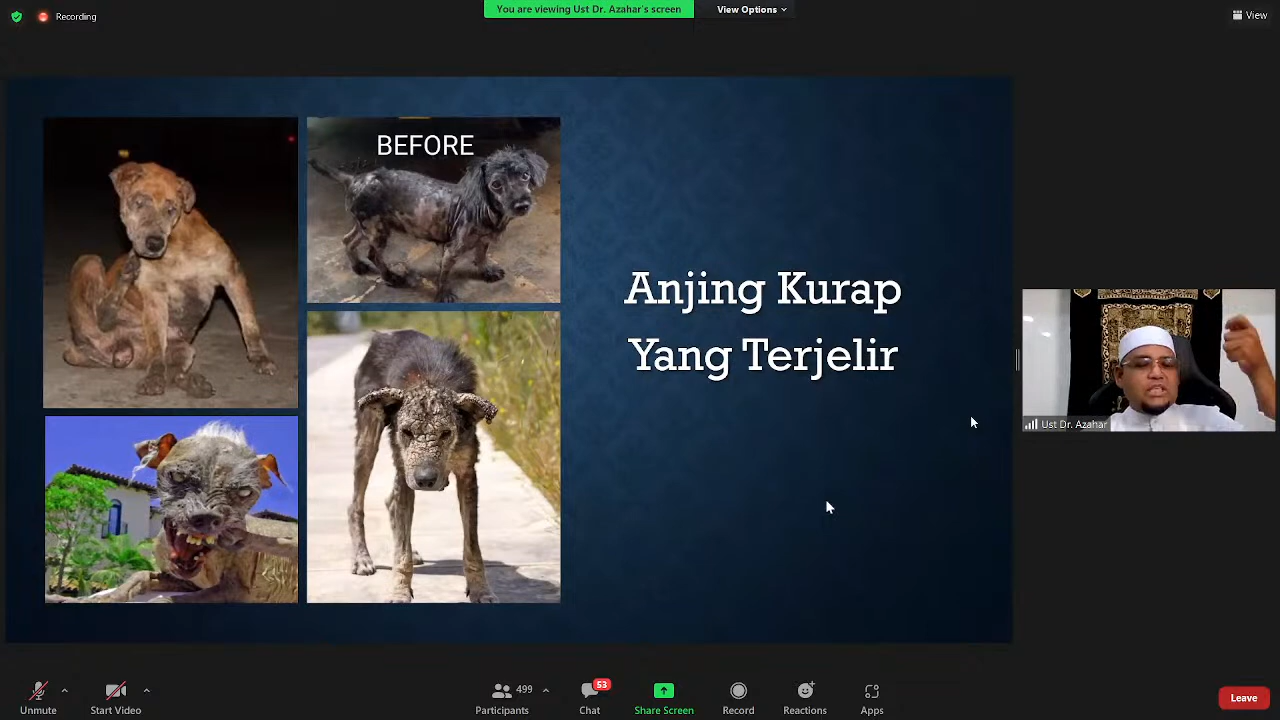 Recording
You are viewing Ust Dr. Azahar's screen
View Options
View
BEFORE
Anjing Kurap
Yang Terjelir
Ust Dr. Azahar
Unmute
Start Video
499
Participants
53
Chat
Share Screen
Record
Reactions
Apps
Leave